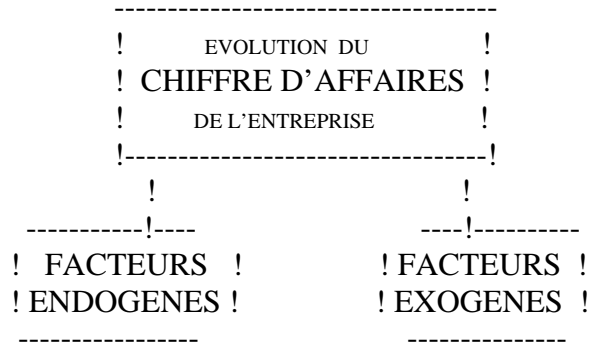 ------------------------------------
! EVOLUTION DU !
! CHIFFRE D'AFFAIRES !
! DE L'ENTREPRISE !
!----------------------------------!
! !
-----------!---- ----!----------
! FACTEURS ! ! FACTEURS !
! ENDOGENES ! ! EXOGENES !
----------------- ---------------